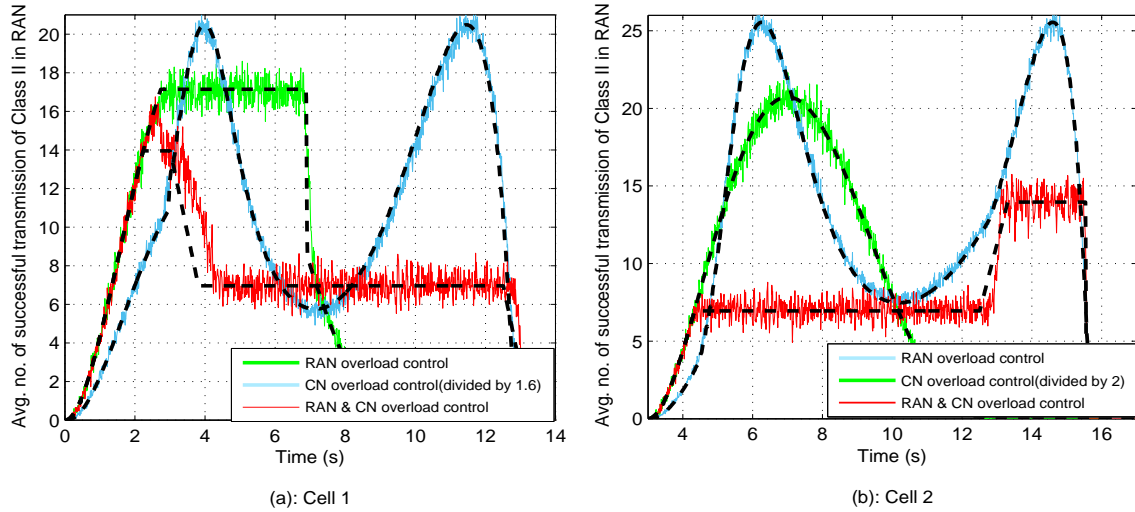 Avg. no. of successful transmission of Class II in RAN
20
18
16
14
12
10
8
6
4
2
0
0 2 4 6 8 10 12 14
Time (s)
RAN overload control
CN overload control(divided by 1.6)
RAN & CN overload control
(a): Cell 1
Avg. no. of successful transmission of Class II in RAN
25
20
15
10
5
0
4 6 8 10 12 14 16
Time (s)
RAN overload control
CN overload control(divided by 2)
RAN & CN overload control
(b): Cell 2